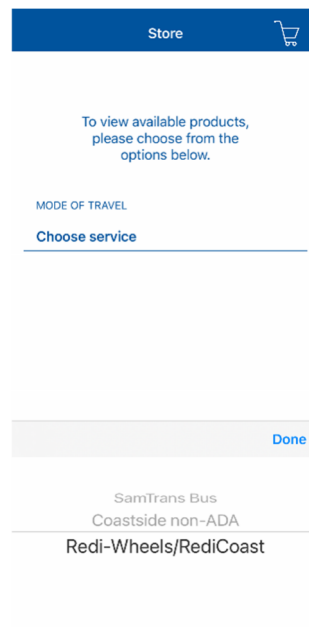 Store
To view available products,
please choose from the
options below.
MODE OF TRAVEL
Choose service
Done
SamTrans Bus
Coastside non-ADA
Redi-Wheels/RediCoast